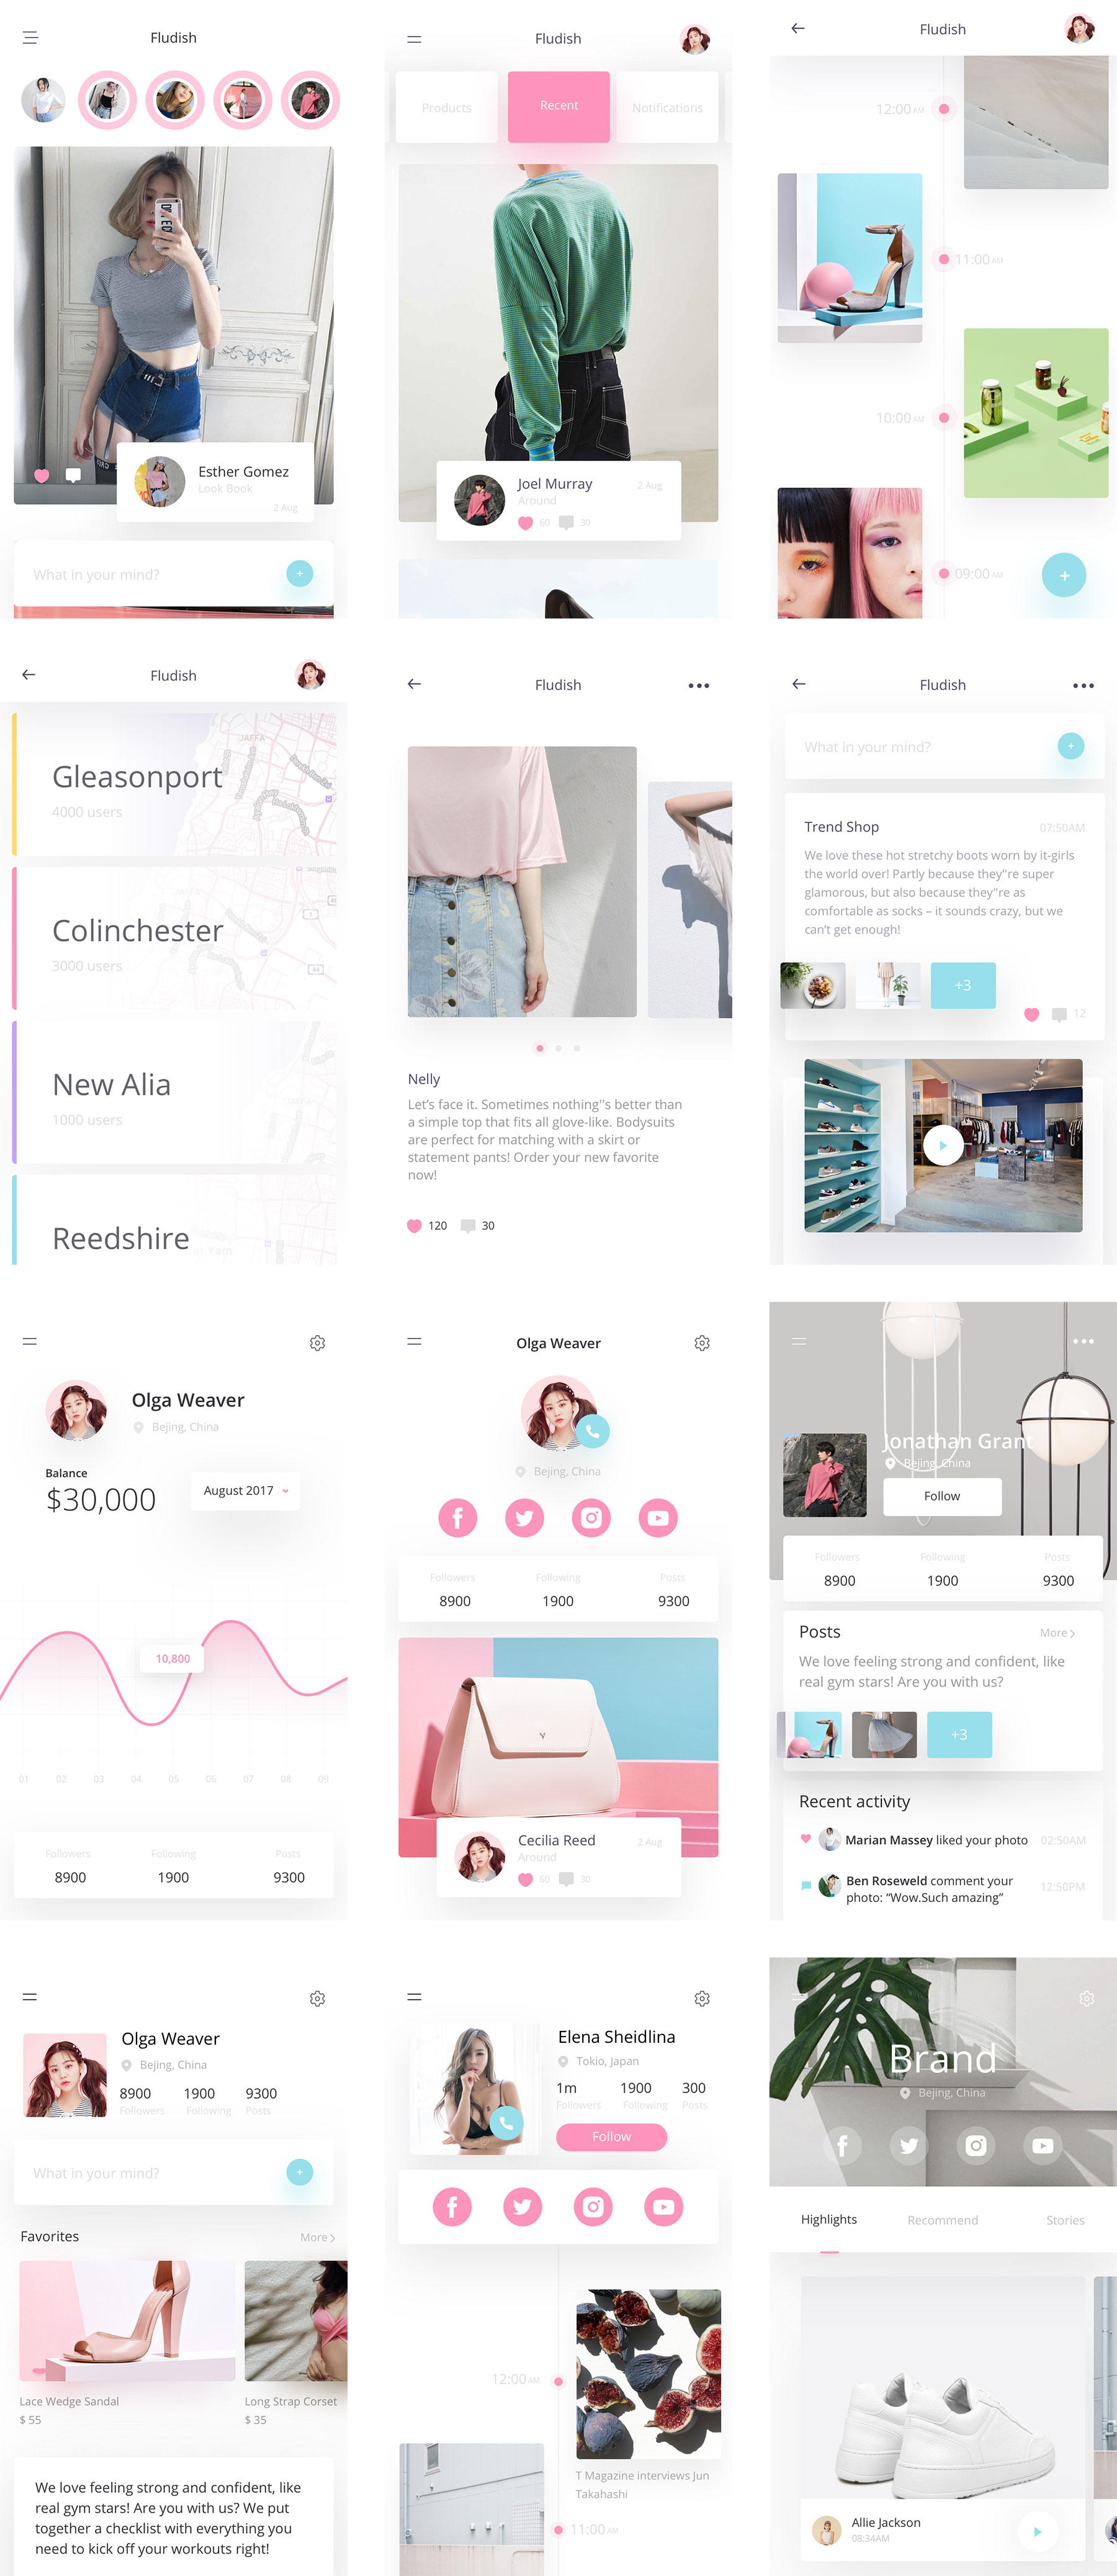 Fludish
Esther Gomez
Look Book
2 Aug
What in your mind?
Fludish
Products
Recent
Notifications
Joel Murray
2 Aug
Around
60
30
Fludish
12:00 AM
11:00 AM
10:00 AM
09:00 AM
Fludish
JAFFA
Gleasonport
4000 users
JAFFA
Colinchester
3000 users
New Alia
1000 users
Reedshire
Fludish
Nelly
Let's face it. Sometimes nothing''s better than
a simple top that fits all glove-like. Bodysuits
are perfect for matching with a skirt or
statement pants! Order your new favorite
now!
120
30
Fludish
What in your mind?
Trend Shop
07:50AM
We love these hot stretchy boots worn by it-girls
the world over! Partly because they''re super
glamorous, but also because they''re as
comfortable as socks – it sounds crazy, but we
can't get enough!
+3
12
Olga Weaver
Bejing, China
Balance
$30,000
August 2017
10,800
01 02 03 04 05 06 07 08 09
Followers Following Posts
8900 1900 9300
Olga Weaver
Bejing, China
Followers Following Posts
8900 1900 9300
Cecilia Reed
2 Aug
Around
60
30
Jonathan Grant
Bejing, China
Follow
Followers Following Posts
8900 1900 9300
Posts
More
We love feeling strong and confident, like
real gym stars! Are you with us?
+3
Recent activity
Marian Massey liked your photo
02:50AM
Ben Roseweld comment your
photo: “Wow.Such amazing”
12:50PM
Olga Weaver
Bejing, China
8900 1900 9300
Followers Following Posts
What in your mind?
Favorites
More
Lace Wedge Sandal
$ 55
Long Strap Corset
$ 35
We love feeling strong and confident, like
real gym stars! Are you with us? We put
together a checklist with everything you
need to kick off your workouts right!
Elena Sheidlina
Tokio, Japan
1m 1900 300
Followers Following Posts
Follow
12:00 AM
T Magazine interviews Jun
Takahashi
11:00 AM
Brand
Bejing, China
Highlights
Recommend
Stories
Allie Jackson
08:34AM